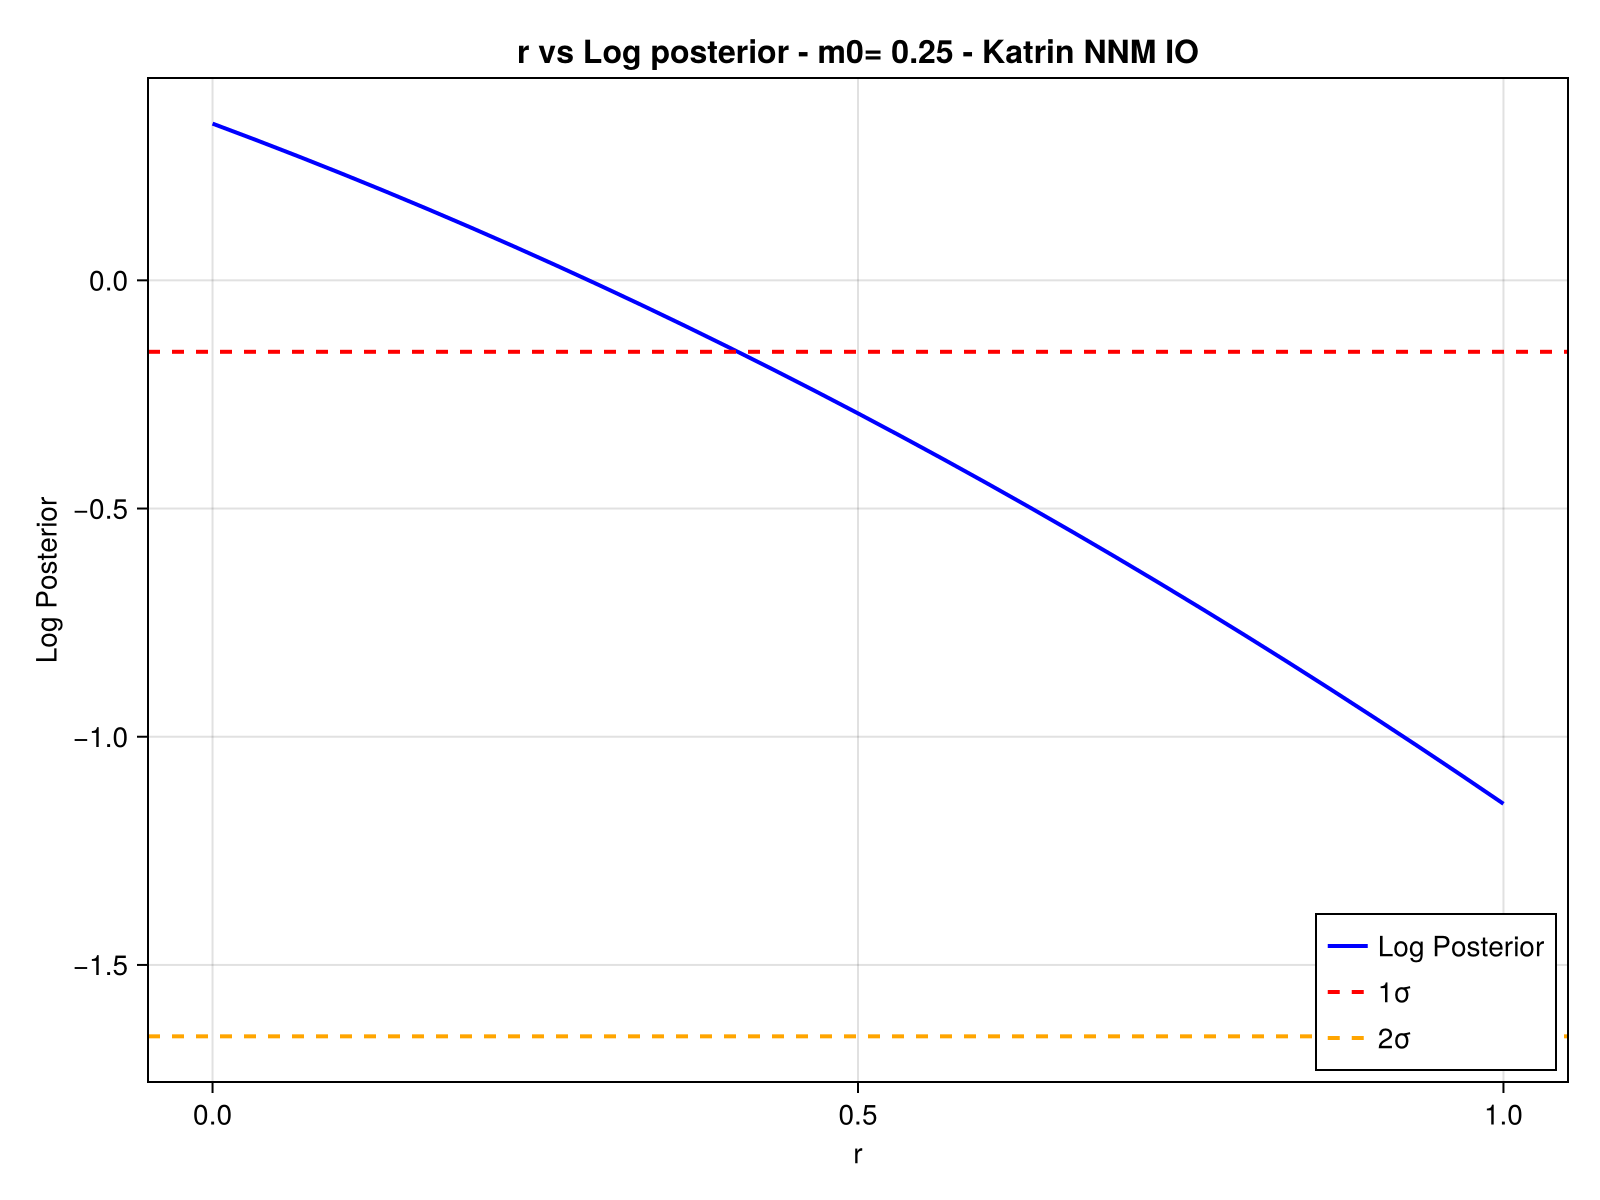 r vs Log posterior - m0= 0.25 - Katrin NNM IO
0.0
−0.5
−1.0
−1.5
Log Posterior
Log Posterior
1σ
2σ
0.0
0.5
1.0
r